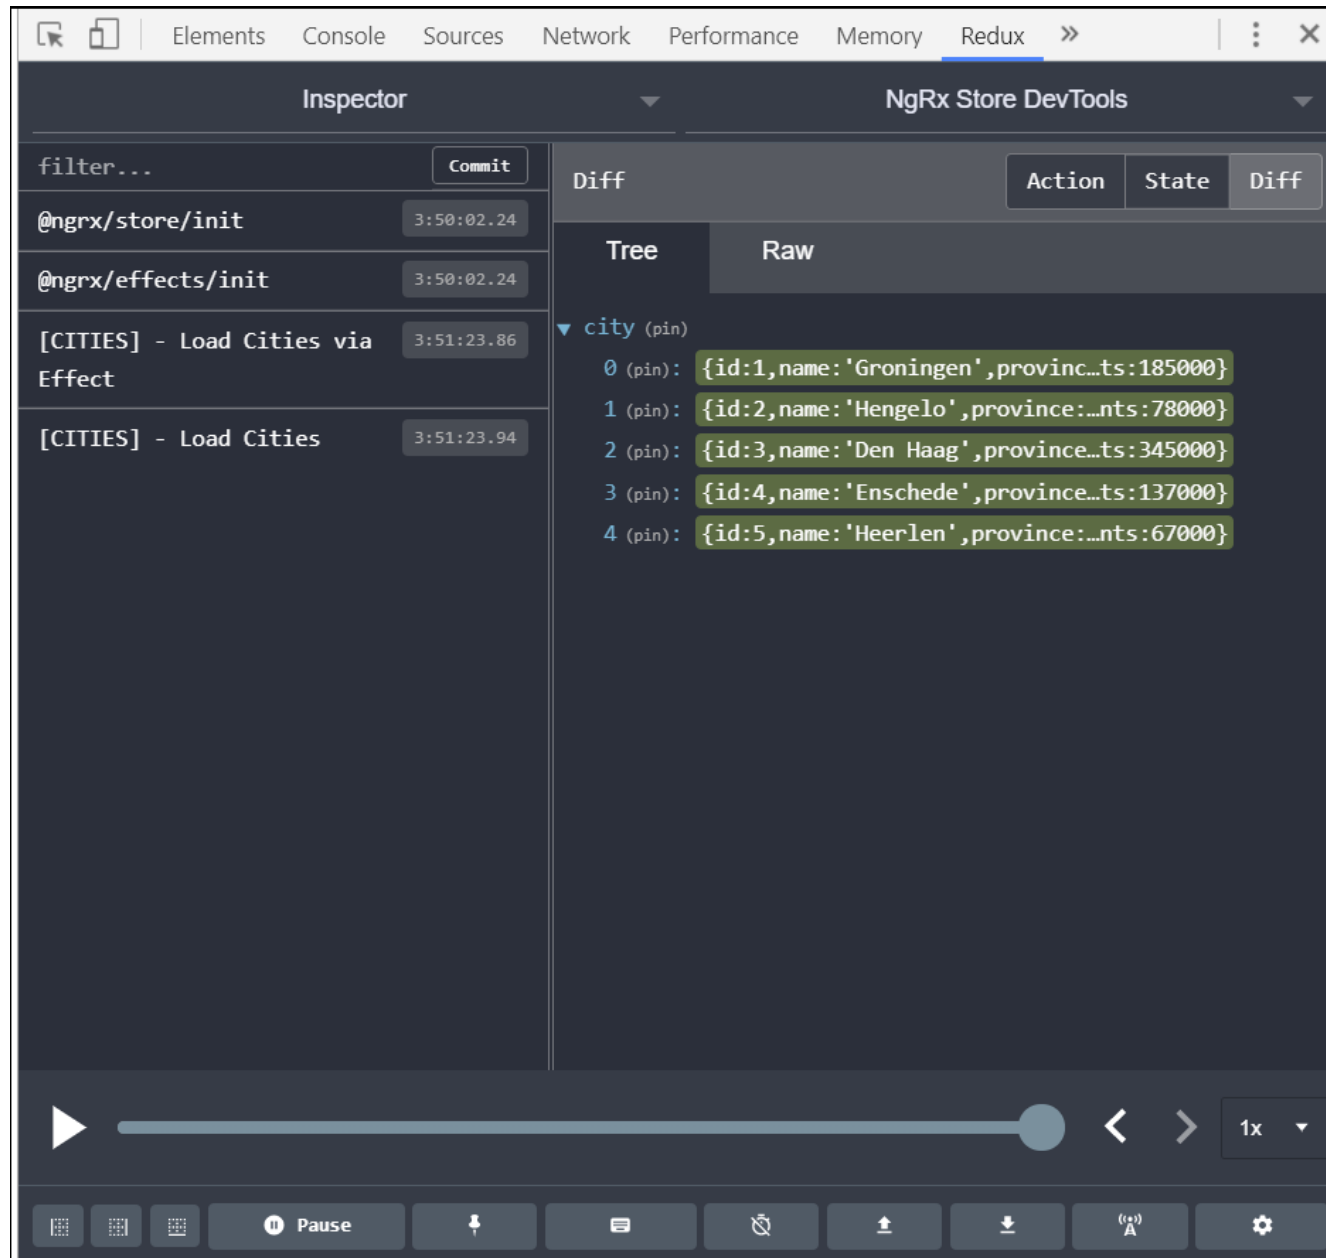 Elements Console Sources Network Performance Memory Redux »
Inspector
NgRx Store DevTools
filter...
Commit
@ngrx/store/init 3:50:02.24
@ngrx/effects/init 3:50:02.24
[CITIES] - Load Cities via 3:51:23.86
Effect
[CITIES] - Load Cities 3:51:23.94
Diff
Action State Diff
Tree Raw
city (pin)
0 (pin): {id:1,name:'Groningen',provinc…ts:185000}
1 (pin): {id:2,name:'Hengelo',province:…nts:78000}
2 (pin): {id:3,name:'Den Haag',province…ts:345000}
3 (pin): {id:4,name:'Enschede',province…ts:137000}
4 (pin): {id:5,name:'Heerlen',province:…nts:67000}
1x
Pause